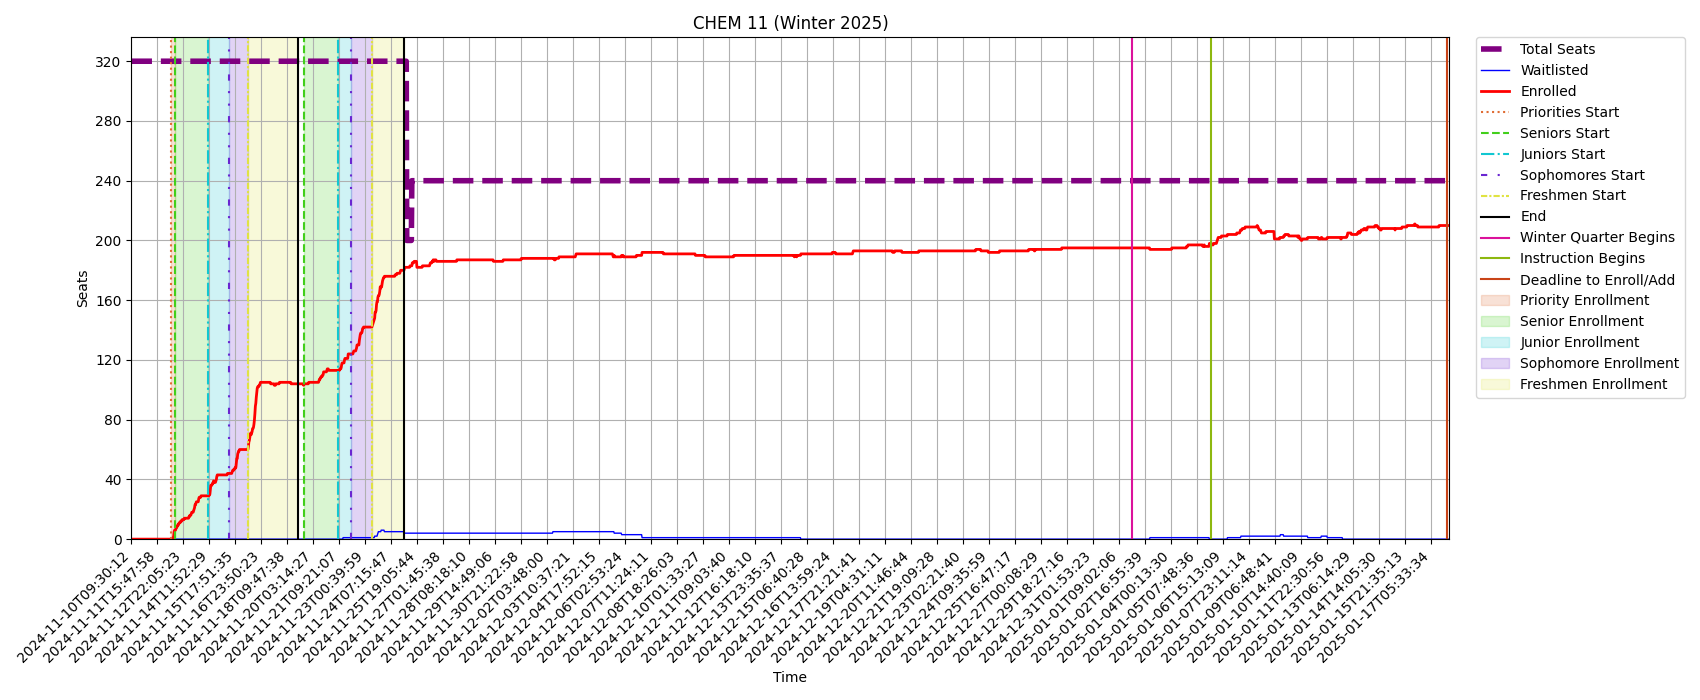 CHEM 11 (Winter 2025)
320
280
240
200
160
120
80
40
0
Seats
2024-11-10T09:30:12
2024-11-11T15:47:58
2024-11-12T22:05:23
2024-11-14T11:52:29
2024-11-15T17:51:35
2024-11-16T23:50:23
2024-11-18T09:47:38
2024-11-20T03:14:27
2024-11-21T09:21:07
2024-11-23T00:39:59
2024-11-24T07:15:47
2024-11-25T19:05:44
2024-11-27T01:45:38
2024-11-28T08:18:10
2024-11-29T14:49:06
2024-11-30T21:22:58
2024-12-02T03:48:00
2024-12-03T10:37:21
2024-12-04T17:52:15
2024-12-06T02:53:24
2024-12-07T11:24:11
2024-12-08T18:26:03
2024-12-10T01:33:27
2024-12-11T09:03:40
2024-12-12T16:18:10
2024-12-13T23:35:37
2024-12-15T06:40:28
2024-12-16T13:59:24
2024-12-17T21:21:41
2024-12-19T04:31:11
2024-12-20T11:46:44
2024-12-21T19:09:28
2024-12-23T02:21:40
2024-12-24T09:35:59
2024-12-25T16:47:17
2024-12-27T00:08:29
2024-12-29T18:27:16
2024-12-31T01:53:23
2025-01-01T09:02:06
2025-01-02T16:55:39
2025-01-04T00:13:30
2025-01-05T07:48:36
2025-01-06T15:13:09
2025-01-07T23:11:14
2025-01-09T06:48:41
2025-01-10T14:40:09
2025-01-11T22:30:56
2025-01-13T06:14:29
2025-01-14T14:05:30
2025-01-15T21:35:13
2025-01-17T05:33:34
Time
Total Seats
Waitlisted
Enrolled
Priorities Start
Seniors Start
Juniors Start
Sophomores Start
Freshmen Start
End
Winter Quarter Begins
Instruction Begins
Deadline to Enroll/Add
Priority Enrollment
Senior Enrollment
Junior Enrollment
Sophomore Enrollment
Freshmen Enrollment